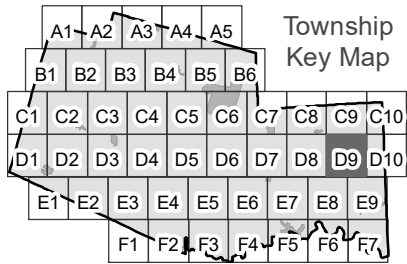 Township
Key Map
A1 A2 A3 A4 A5
B1 B2 B3 B4 B5 B6
C1 C2 C3 C4 C5 C6 C7 C8 C9 C10
D1 D2 D3 D4 D5 D6 D7 D8 D9 D10
E1 E2 E3 E4 E5 E6 E7 E8 E9
F1 F2 F3 F4 F5 F6 F7